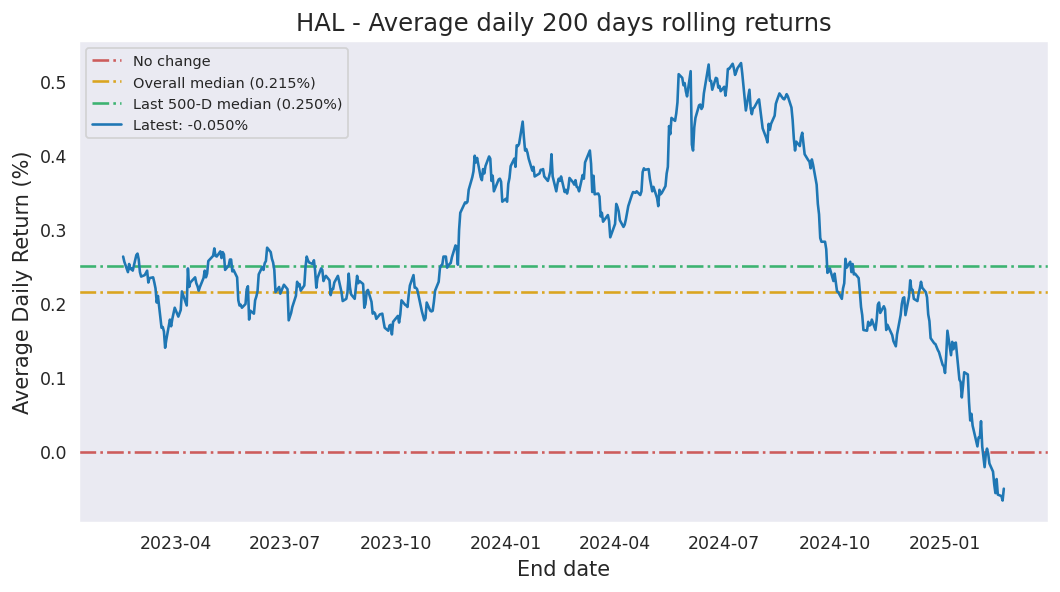 HAL - Average daily 200 days rolling returns
No change
Overall median (0.215%)
Last 500-D median (0.250%)
Latest: -0.050%
Average Daily Return (%)
0.5
0.4
0.3
0.2
0.1
0.0
2023-04 2023-07 2023-10 2024-01 2024-04 2024-07 2024-10 2025-01
End date